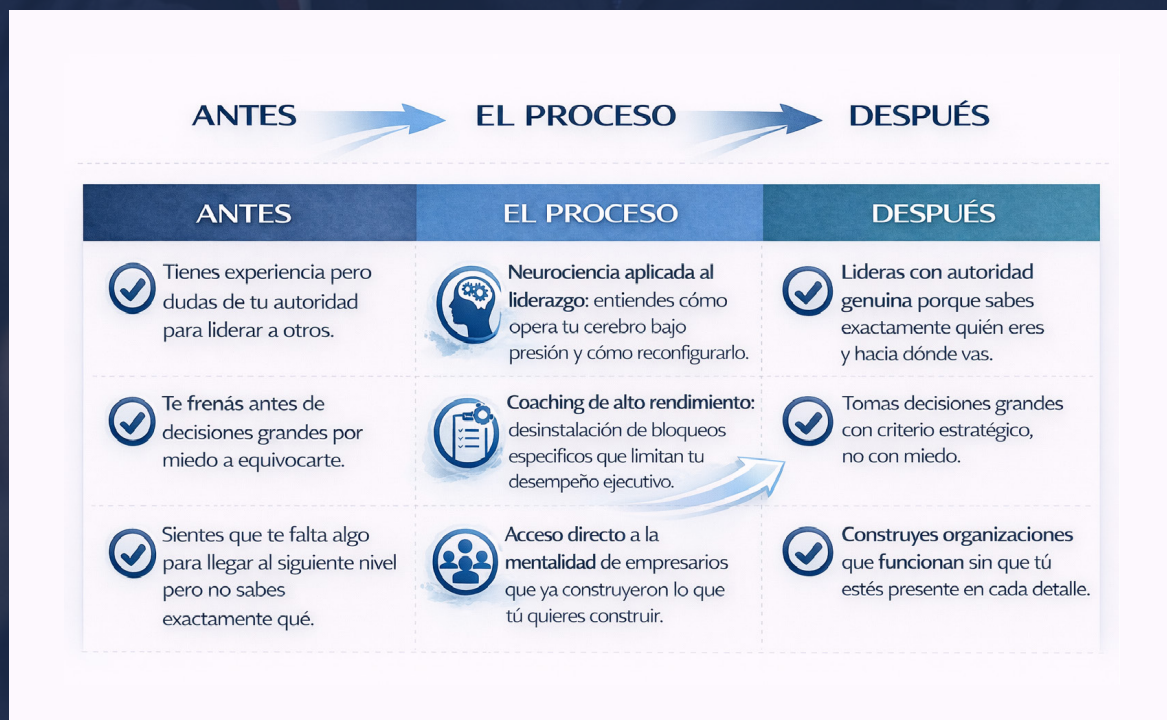 ANTES
EL PROCESO
DESPUÉS
ANTES
EL PROCESO
DESPUÉS
Tienes experiencia pero
dudas de tu autoridad
para liderar a otros.
Neurociencia aplicada al
liderazgo: entiendes cómo
opera tu cerebro bajo
presión y cómo reconfigurarlo.
Lideras con autoridad
genuina porque sabes
exactamente quién eres
y hacia dónde vas.
Te frenás antes de
decisiones grandes por
miedo a equivocarte.
Coaching de alto rendimiento:
desinstalación de bloqueos
especificos que limitan tu
desempeño ejecutivo.
Tomas decisiones grandes
con criterio estratégico,
no con miedo.
Sientes que te falta algo
para llegar al siguiente nivel
pero no sabes
exactamente qué.
Acceso directo a la
mentalidad de empresarios
que ya construyeron lo que
tú quieres construir.
Construyes organizaciones
que funcionan sin que tú
estés presente en cada detalle.